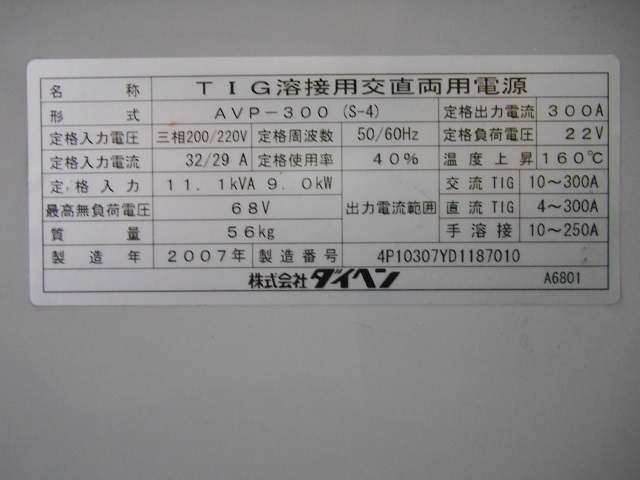 名称 ＴＩＧ溶接用交直両用電源
形式 ＡＶＰ－３００ (S-4) 定格出力電流 ３００A
定格入力電圧 三相200/220V 定格周波数 50/60Hz 定格負荷電圧 ２２V
定格入力電流 32/29 A 定格使用率 ４０％ 温度上昇 １６０℃
定格入力 １１．１kVA ９．０kW 出力電流範囲 交流 TIG 10～300A
最高無負荷電圧 ６８V 直流 TIG 4～300A
質量 ５６kg 手溶接 10～250A
製造年 ２００７年 製造番号 4P10307YD1187010
株式会社 ダイヘン A6801